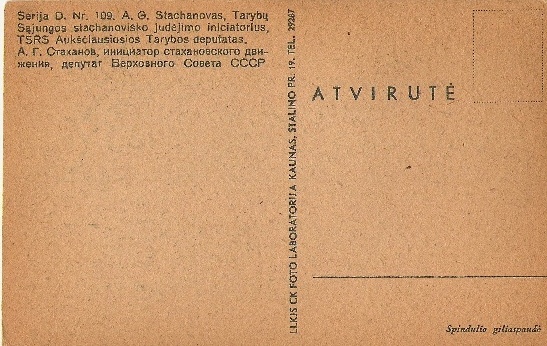 Serija D. Nr. 109. A. G. Stachanovas, Tarybų
Sąjungos stachanovisko judėjimo iniciatorius,
TSRS Aukščiausiosios Tarybos deputatas.
А. Г. Стаханов, инициатор стахановского дви-
жения, депутат Верховного Совета СССР
LLKJS CK FOTO LABORATORIJA KAUNAS, STALINO PR. 19. TEL. 29267
ATVIRUTĖ
Spindulio giliaspaudė